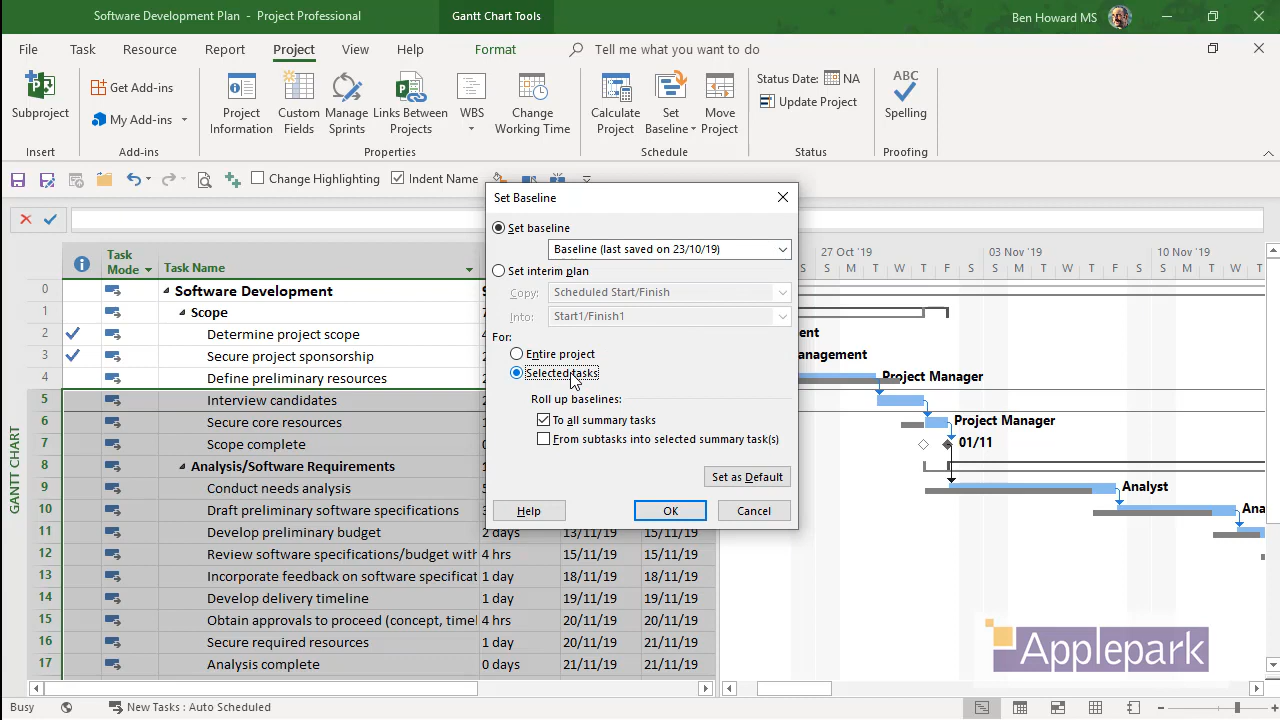 Software Development Plan - Project Professional
Gantt Chart Tools
Ben Howard MS
File Task Resource Report Project View Help Format Tell me what you want to do
Subproject
Insert
Get Add-ins
My Add-ins
Add-ins
Project Information
Custom Fields
Manage Sprints
Links Between Projects
WBS
Change Working Time
Properties
Calculate Project
Set Baseline
Move Project
Schedule
Status Date: NA
Update Project
Status
ABC
Spelling
Proofing
Change Highlighting Indent Name
Set Baseline
Set baseline
Baseline (last saved on 23/10/19)
Set interim plan
Copy: Scheduled Start/Finish
Into: Start1/Finish1
For:
Entire project
Selected tasks
Roll up baselines:
To all summary tasks
From subtasks into selected summary task(s)
Set as Default
Help OK Cancel
Task Mode Task Name
0 Software Development
1 Scope
2 Determine project scope
3 Secure project sponsorship
4 Define preliminary resources
5 Interview candidates
6 Secure core resources
7 Scope complete
8 Analysis/Software Requirements
9 Conduct needs analysis
10 Draft preliminary software specifications
11 Develop preliminary budget 2 days 13/11/19 15/11/19
12 Review software specifications/budget with 4 hrs 15/11/19 15/11/19
13 Incorporate feedback on software specificat 1 day 18/11/19 18/11/19
14 Develop delivery timeline 1 day 19/11/19 19/11/19
15 Obtain approvals to proceed (concept, timel 4 hrs 20/11/19 20/11/19
16 Secure required resources 1 day 20/11/19 21/11/19
17 Analysis complete 0 days 21/11/19 21/11/19
27 Oct '19 03 Nov '19 10 Nov '19
S M T W T F S S M T W T F S S M T W
ent
anagement
Project Manager
Project Manager
01/11
Analyst
Ana
GANTT CHART
Applepark
Busy New Tasks : Auto Scheduled